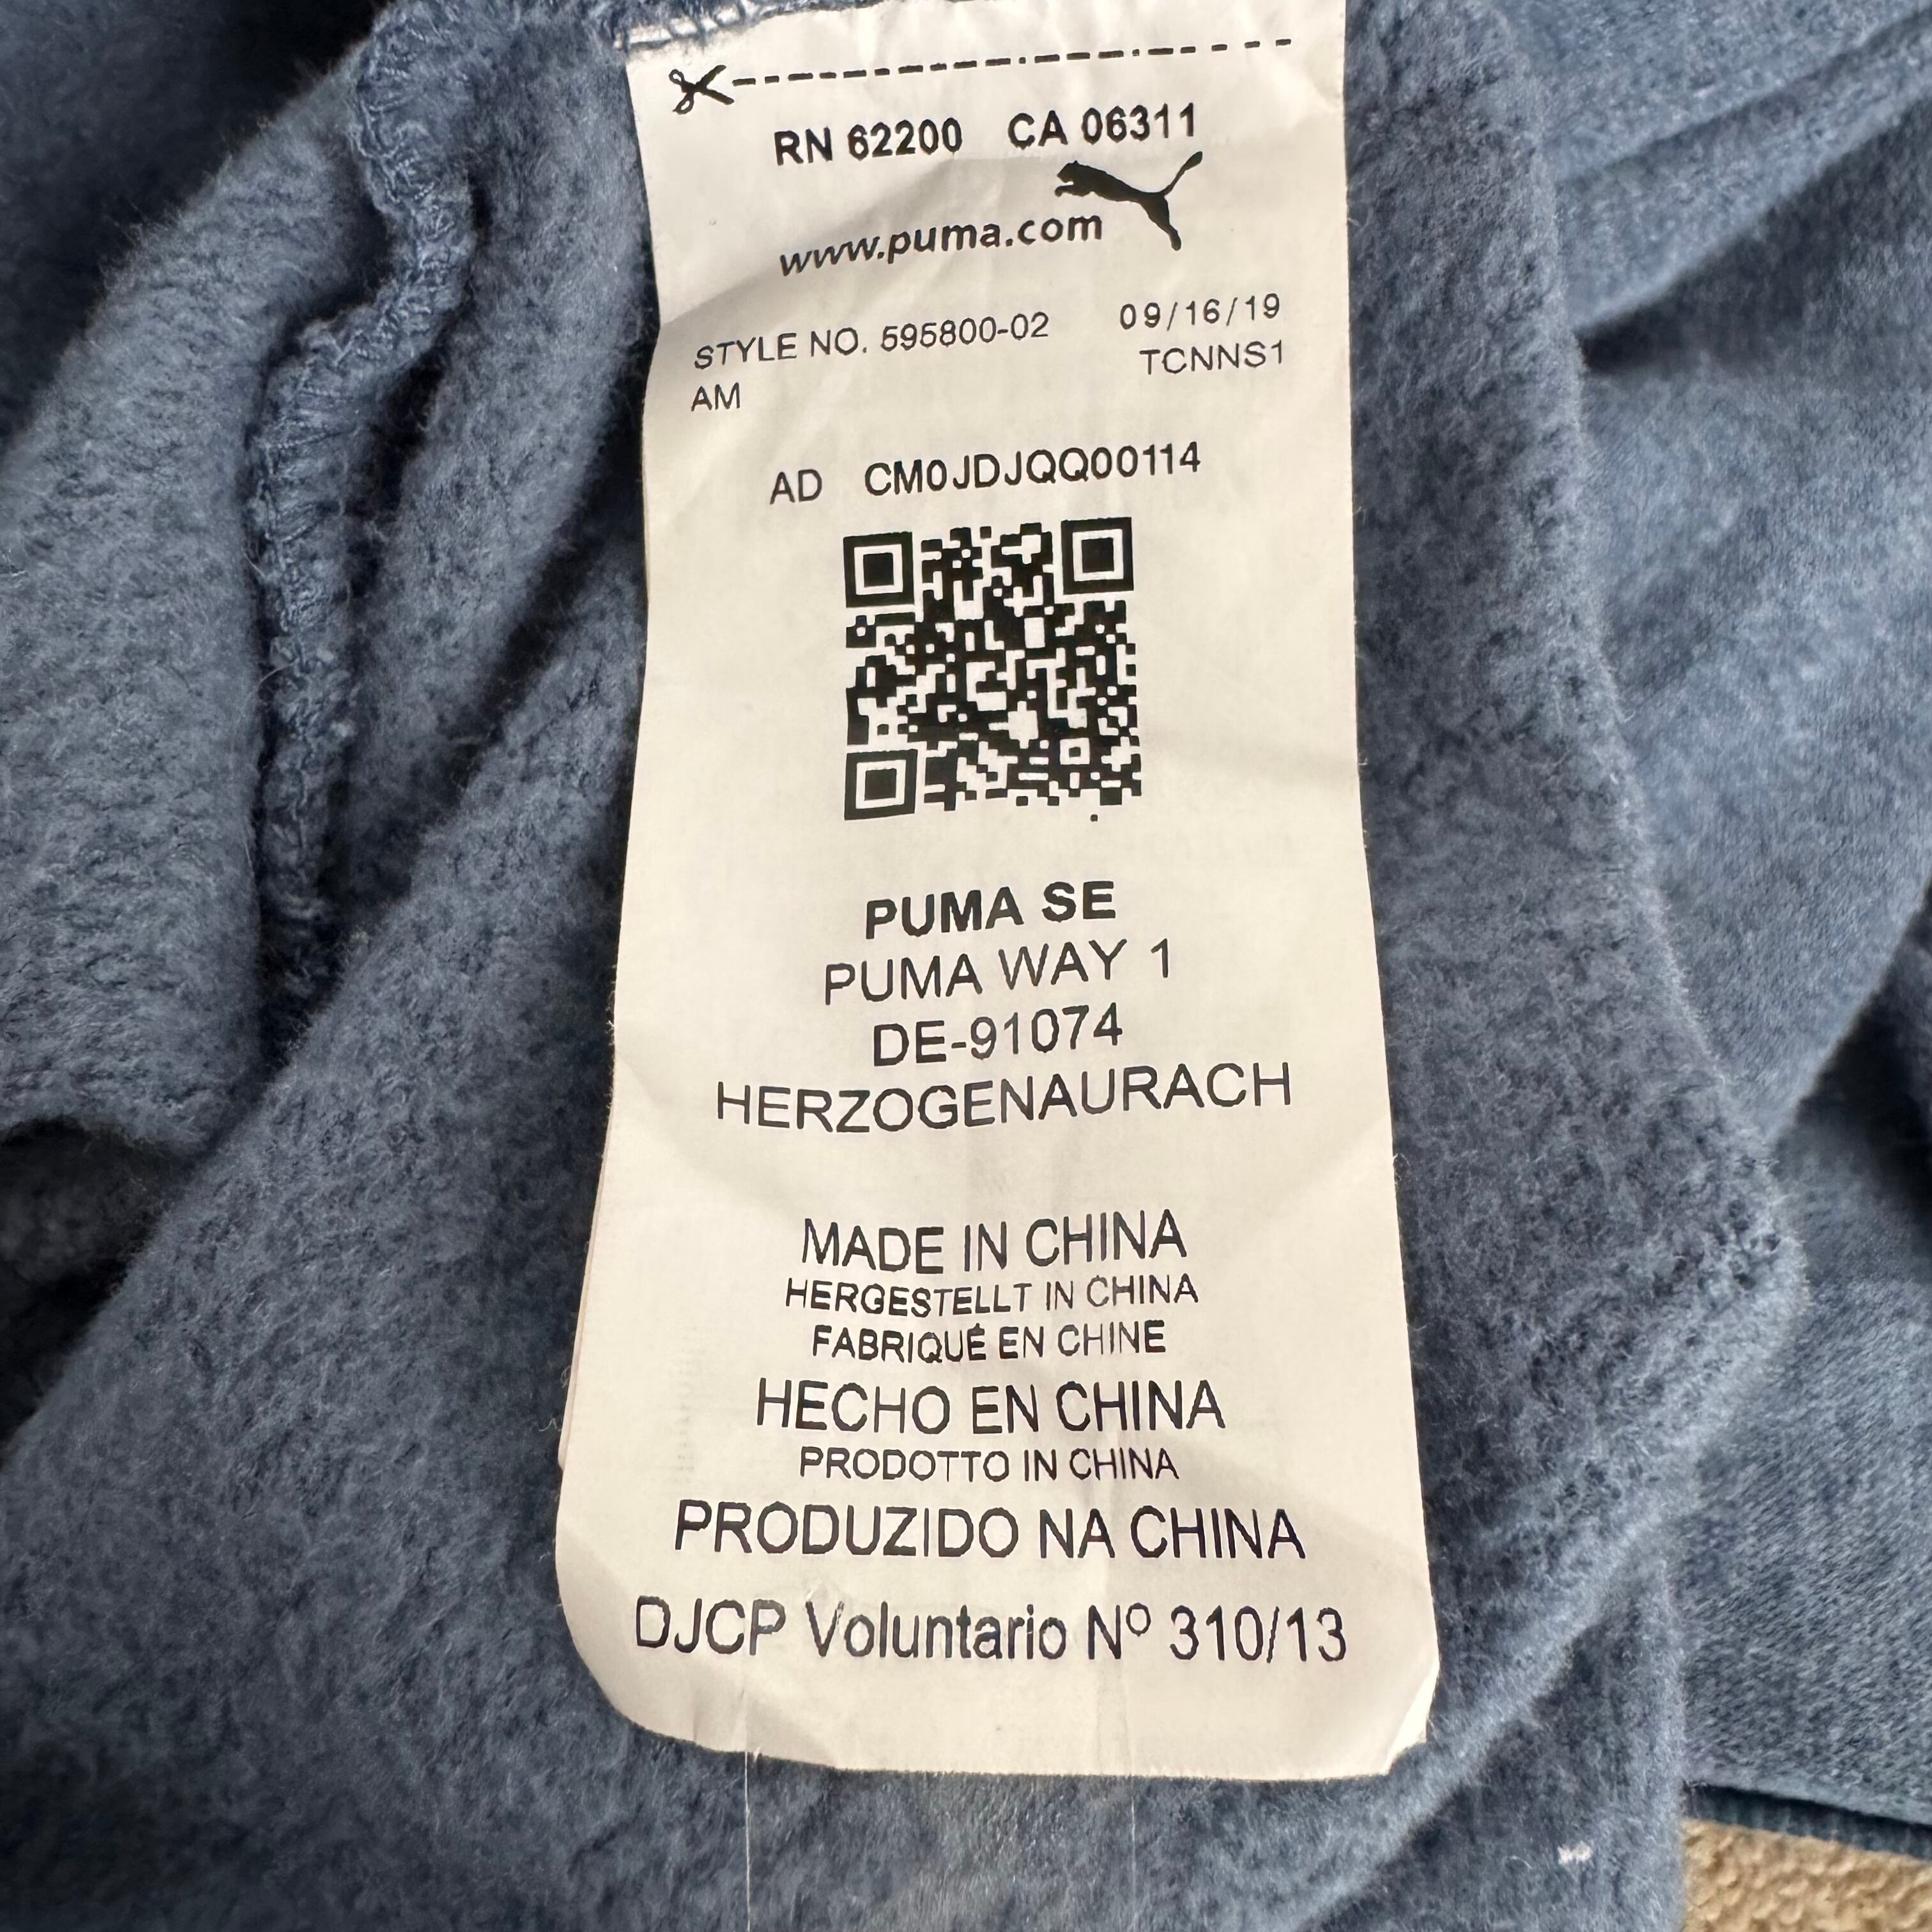 RN 62200 CA 06311
www.puma.com
STYLE NO. 595800-02 09/16/19
AM TCNNS1
AD CM0JDJQQ00114
PUMA SE
PUMA WAY 1
DE-91074
HERZOGENAURACH
MADE IN CHINA
HERGESTELLT IN CHINA
FABRIQUÉ EN CHINE
HECHO EN CHINA
PRODOTTO IN CHINA
PRODUZIDO NA CHINA
DJCP Voluntario Nº 310/13